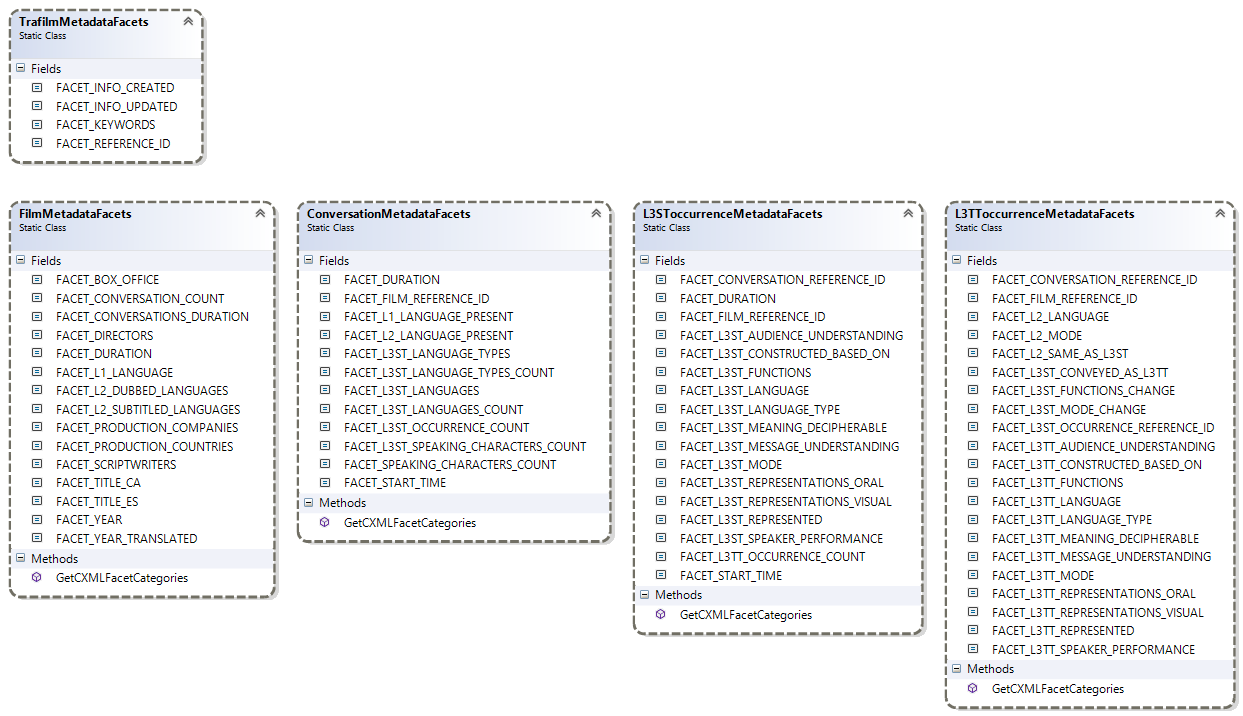 TrafilmMetadataFacets
Static Class
Fields
FACET_INFO_CREATED
FACET_INFO_UPDATED
FACET_KEYWORDS
FACET_REFERENCE_ID
FilmMetadataFacets
Static Class
Fields
FACET_BOX_OFFICE
FACET_CONVERSATION_COUNT
FACET_CONVERSATIONS_DURATION
FACET_DIRECTORS
FACET_DURATION
FACET_L1_LANGUAGE
FACET_L2_DUBBED_LANGUAGES
FACET_L2_SUBTITLED_LANGUAGES
FACET_PRODUCTION_COMPANIES
FACET_PRODUCTION_COUNTRIES
FACET_SCRIPTWRITERS
FACET_TITLE_CA
FACET_TITLE_ES
FACET_YEAR
FACET_YEAR_TRANSLATED
Methods
GetCXMLFacetCategories
ConversationMetadataFacets
Static Class
Fields
FACET_DURATION
FACET_FILM_REFERENCE_ID
FACET_L1_LANGUAGE_PRESENT
FACET_L2_LANGUAGE_PRESENT
FACET_L3ST_LANGUAGE_TYPES
FACET_L3ST_LANGUAGE_TYPES_COUNT
FACET_L3ST_LANGUAGES
FACET_L3ST_LANGUAGES_COUNT
FACET_L3ST_OCCURRENCE_COUNT
FACET_L3ST_SPEAKING_CHARACTERS_COUNT
FACET_SPEAKING_CHARACTERS_COUNT
FACET_START_TIME
Methods
GetCXMLFacetCategories
L3SToccurrenceMetadataFacets
Static Class
Fields
FACET_CONVERSATION_REFERENCE_ID
FACET_DURATION
FACET_FILM_REFERENCE_ID
FACET_L3ST_AUDIENCE_UNDERSTANDING
FACET_L3ST_CONSTRUCTED_BASED_ON
FACET_L3ST_FUNCTIONS
FACET_L3ST_LANGUAGE
FACET_L3ST_LANGUAGE_TYPE
FACET_L3ST_MEANING_DECIPHERABLE
FACET_L3ST_MESSAGE_UNDERSTANDING
FACET_L3ST_MODE
FACET_L3ST_REPRESENTATIONS_ORAL
FACET_L3ST_REPRESENTATIONS_VISUAL
FACET_L3ST_REPRESENTED
FACET_L3ST_SPEAKER_PERFORMANCE
FACET_L3TT_OCCURRENCE_COUNT
FACET_START_TIME
Methods
GetCXMLFacetCategories
L3TToccurrenceMetadataFacets
Static Class
Fields
FACET_CONVERSATION_REFERENCE_ID
FACET_FILM_REFERENCE_ID
FACET_L2_LANGUAGE
FACET_L2_MODE
FACET_L2_SAME_AS_L3ST
FACET_L3ST_CONVEYED_AS_L3TT
FACET_L3ST_FUNCTIONS_CHANGE
FACET_L3ST_MODE_CHANGE
FACET_L3ST_OCCURRENCE_REFERENCE_ID
FACET_L3TT_AUDIENCE_UNDERSTANDING
FACET_L3TT_CONSTRUCTED_BASED_ON
FACET_L3TT_FUNCTIONS
FACET_L3TT_LANGUAGE
FACET_L3TT_LANGUAGE_TYPE
FACET_L3TT_MEANING_DECIPHERABLE
FACET_L3TT_MESSAGE_UNDERSTANDING
FACET_L3TT_MODE
FACET_L3TT_REPRESENTATIONS_ORAL
FACET_L3TT_REPRESENTATIONS_VISUAL
FACET_L3TT_REPRESENTED
FACET_L3TT_SPEAKER_PERFORMANCE
Methods
GetCXMLFacetCategories